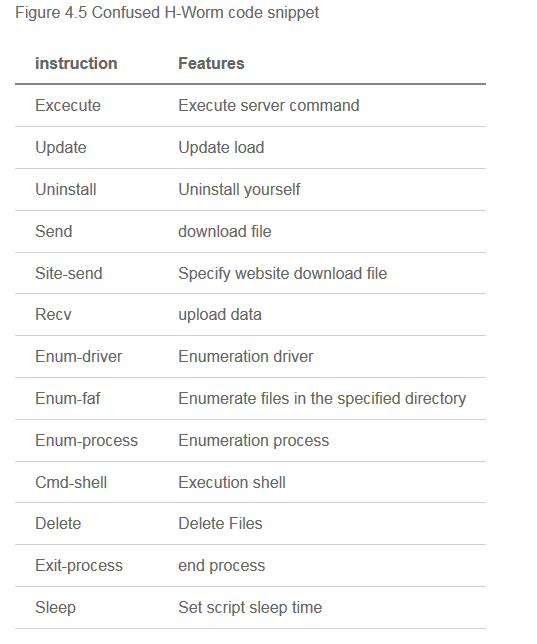 Figure 4.5 Confused H-Worm code snippet
instruction Features
Excecute Execute server command
Update Update load
Uninstall Uninstall yourself
Send download file
Site-send Specify website download file
Recv upload data
Enum-driver Enumeration driver
Enum-faf Enumerate files in the specified directory
Enum-process Enumeration process
Cmd-shell Execution shell
Delete Delete Files
Exit-process end process
Sleep Set script sleep time